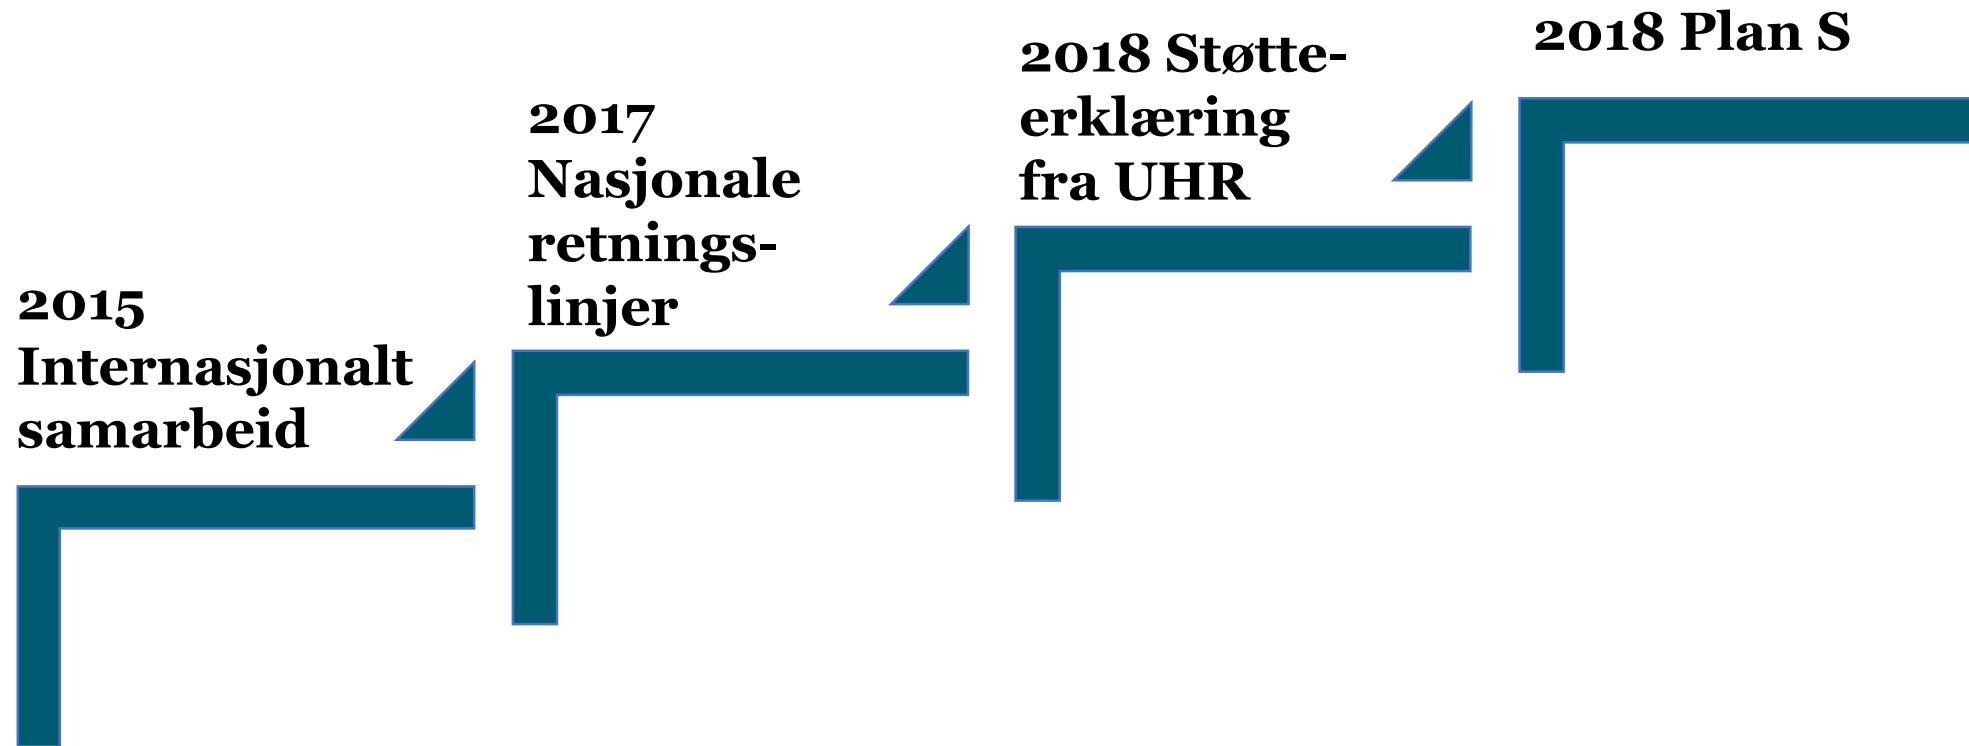 2015
Internasjonalt
samarbeid
2017
Nasjonale
retnings-
linjer
2018 Støtte-
erklæring
fra UHR
2018 Plan S